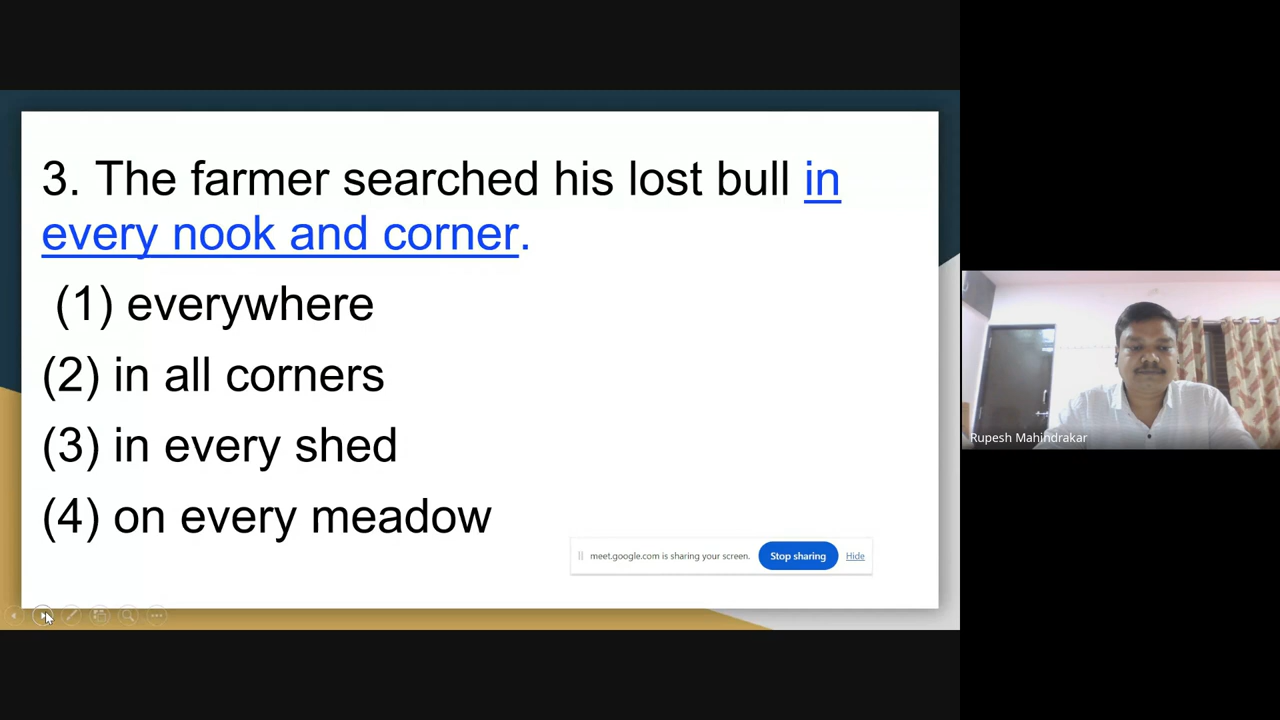 3. The farmer searched his lost bull in
every nook and corner.
(1) everywhere
(2) in all corners
(3) in every shed
(4) on every meadow
meet.google.com is sharing your screen. Stop sharing Hide
Rupesh Mahindrakar